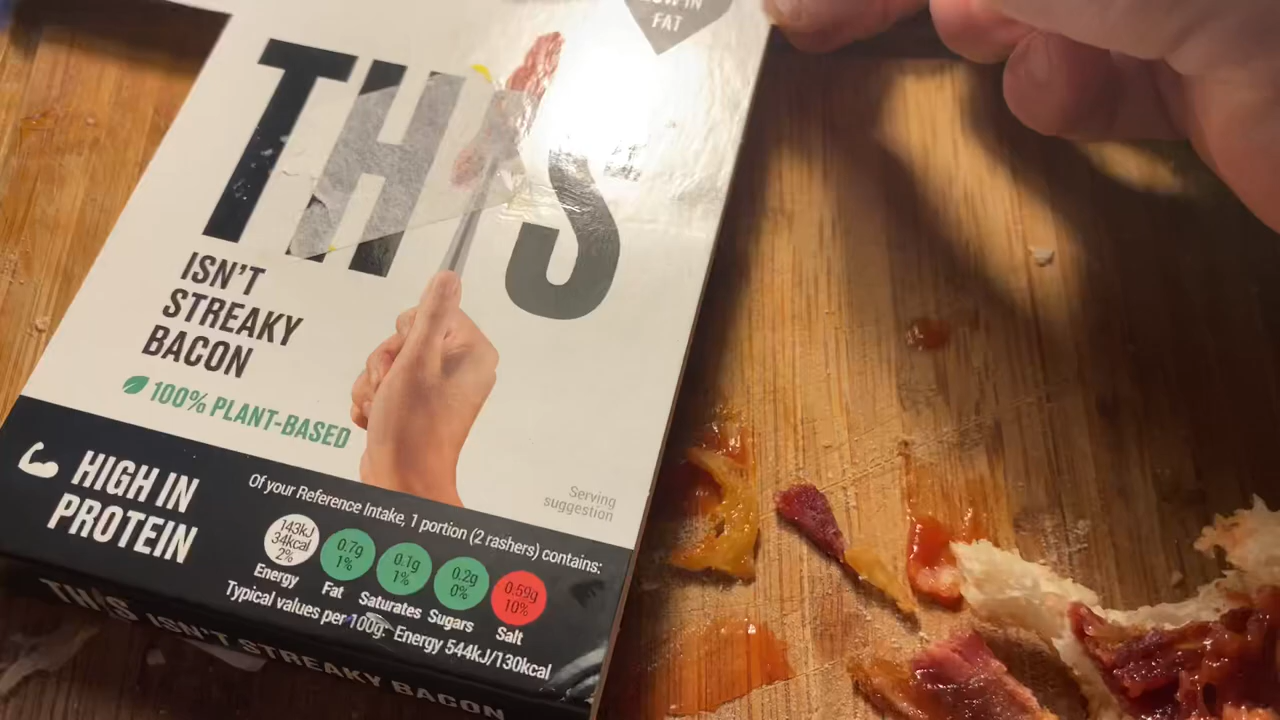 LOW IN
FAT
TH/S
ISN'T
STREAKY
BACON
100% PLANT-BASED
HIGH IN
PROTEIN
Of your Reference Intake, 1 portion (2 rashers) contains:
143kJ
34kcal
2%
Energy
0.7g
1%
Fat
0.1g
1%
Saturates
0.2g
0%
Sugars
0.59g
10%
Salt
Typical values per 100g: Energy 544kJ/130kcal
Serving
suggestion
TH/S ISN'T STREAKY BACON